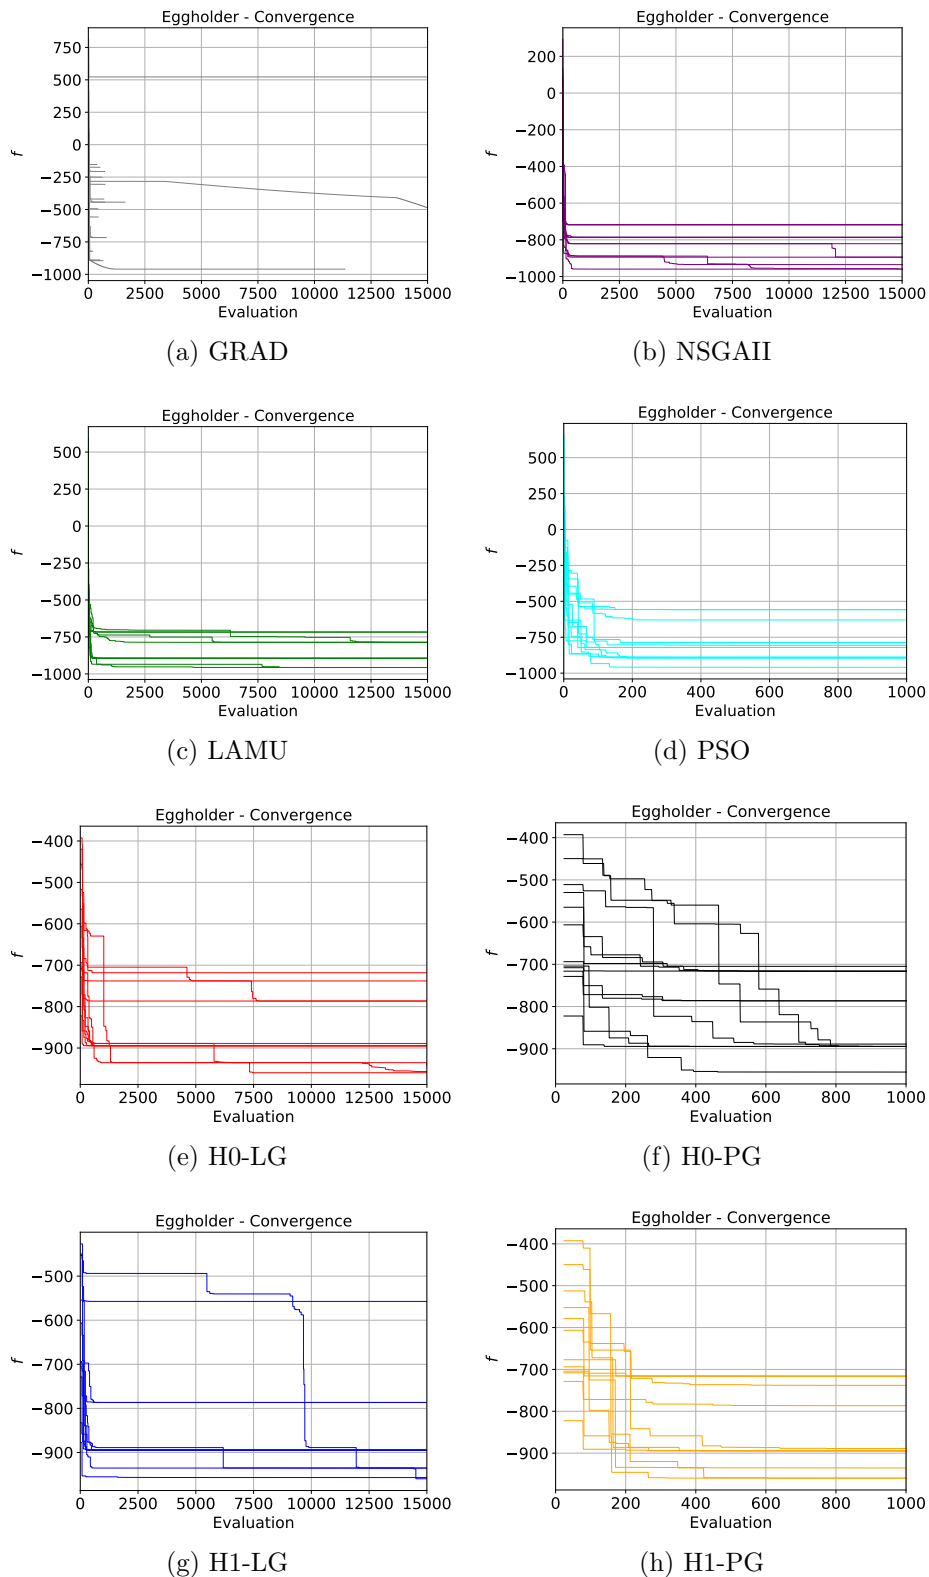 Eggholder - Convergence
Eggholder - Convergence
750
500
250
0
−250
−500
−750
−1000
f
0 2500 5000 7500 10000 12500 15000
Evaluation
200
0
−200
−400
−600
−800
−1000
f
0 2500 5000 7500 10000 12500 15000
Evaluation
(a) GRAD
(b) NSGAII
Eggholder - Convergence
Eggholder - Convergence
500
250
0
−250
−500
−750
−1000
f
0 2500 5000 7500 10000 12500 15000
Evaluation
500
250
0
−250
−500
−750
−1000
f
0 200 400 600 800 1000
Evaluation
(c) LAMU
(d) PSO
Eggholder - Convergence
Eggholder - Convergence
−400
−500
−600
−700
−800
−900
f
0 2500 5000 7500 10000 12500 15000
Evaluation
−400
−500
−600
−700
−800
−900
f
0 200 400 600 800 1000
Evaluation
(e) H0-LG
(f) H0-PG
Eggholder - Convergence
Eggholder - Convergence
−500
−600
−700
−800
−900
f
0 2500 5000 7500 10000 12500 15000
Evaluation
−400
−500
−600
−700
−800
−900
f
0 200 400 600 800 1000
Evaluation
(g) H1-LG
(h) H1-PG